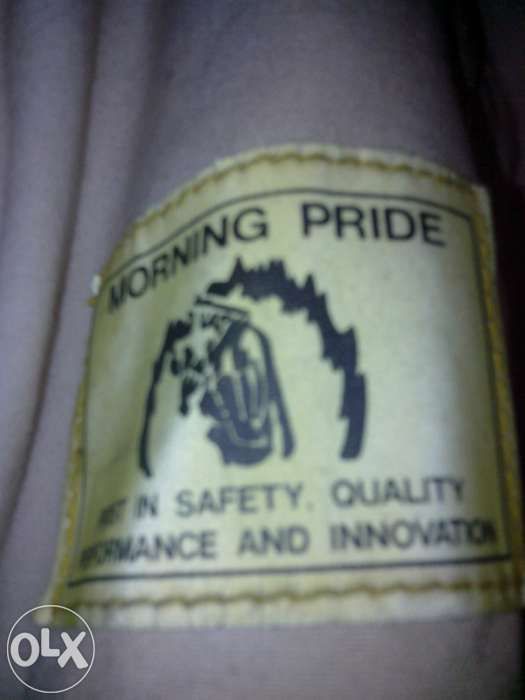 MORNING PRIDE
IN SAFETY. QUALITY
AND INNOVATION
OLX